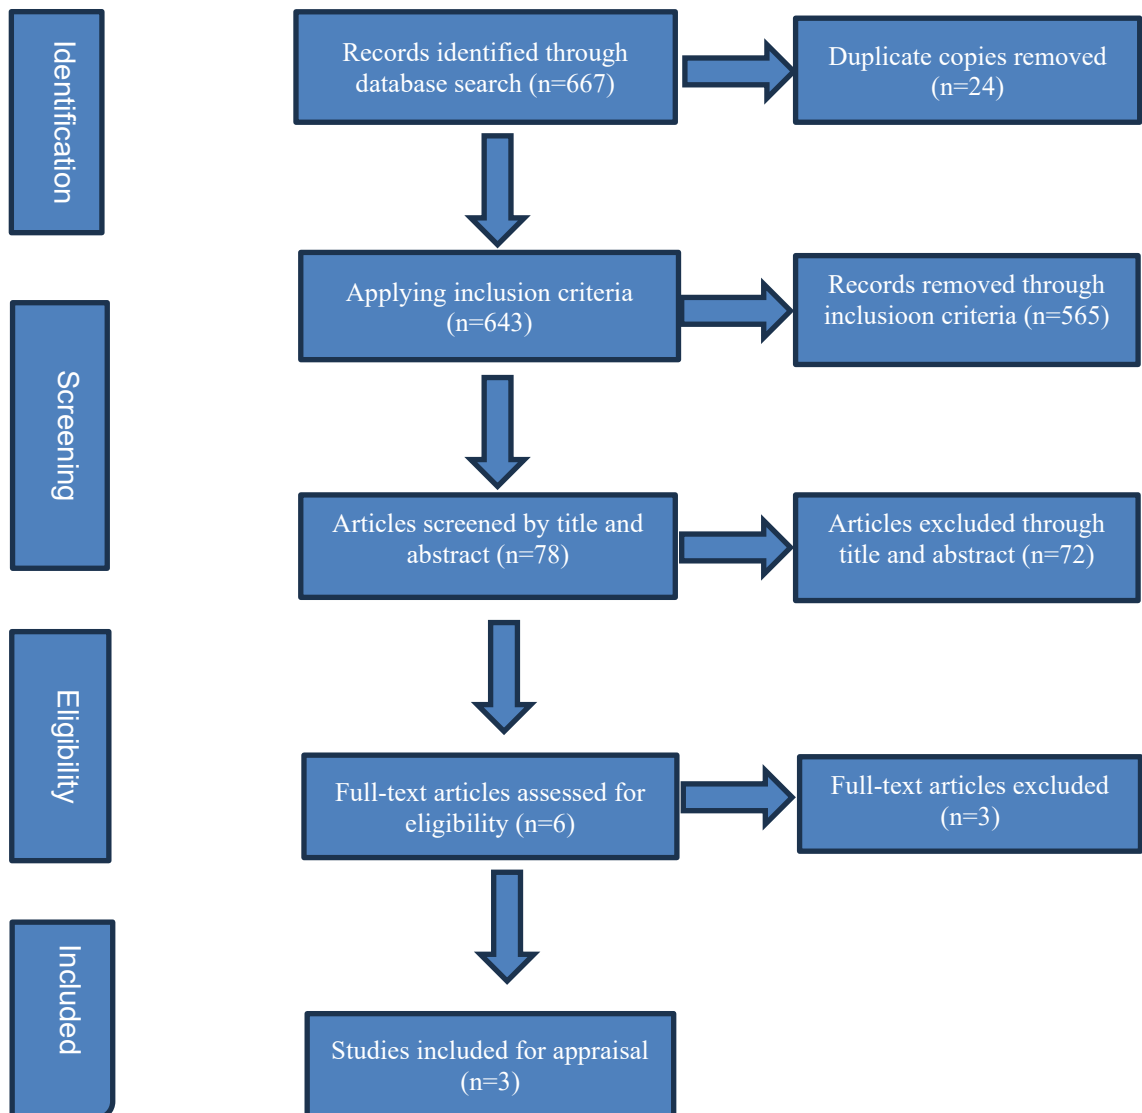 Identification
Records identified through
database search (n=667)
Duplicate copies removed
(n=24)
Screening
Applying inclusion criteria
(n=643)
Records removed through
inclusioon criteria (n=565)
Articles screened by title and
abstract (n=78)
Articles excluded through
title and abstract (n=72)
Eligibility
Full-text articles assessed for
eligibility (n=6)
Full-text articles excluded
(n=3)
Included
Studies included for appraisal
(n=3)